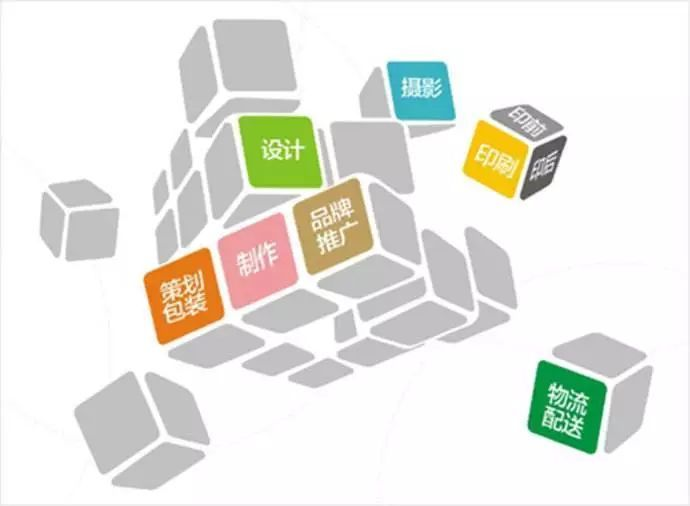 摄影
印前
印刷
印后
设计
品牌
推广
制作
策划
包装
物流
配送